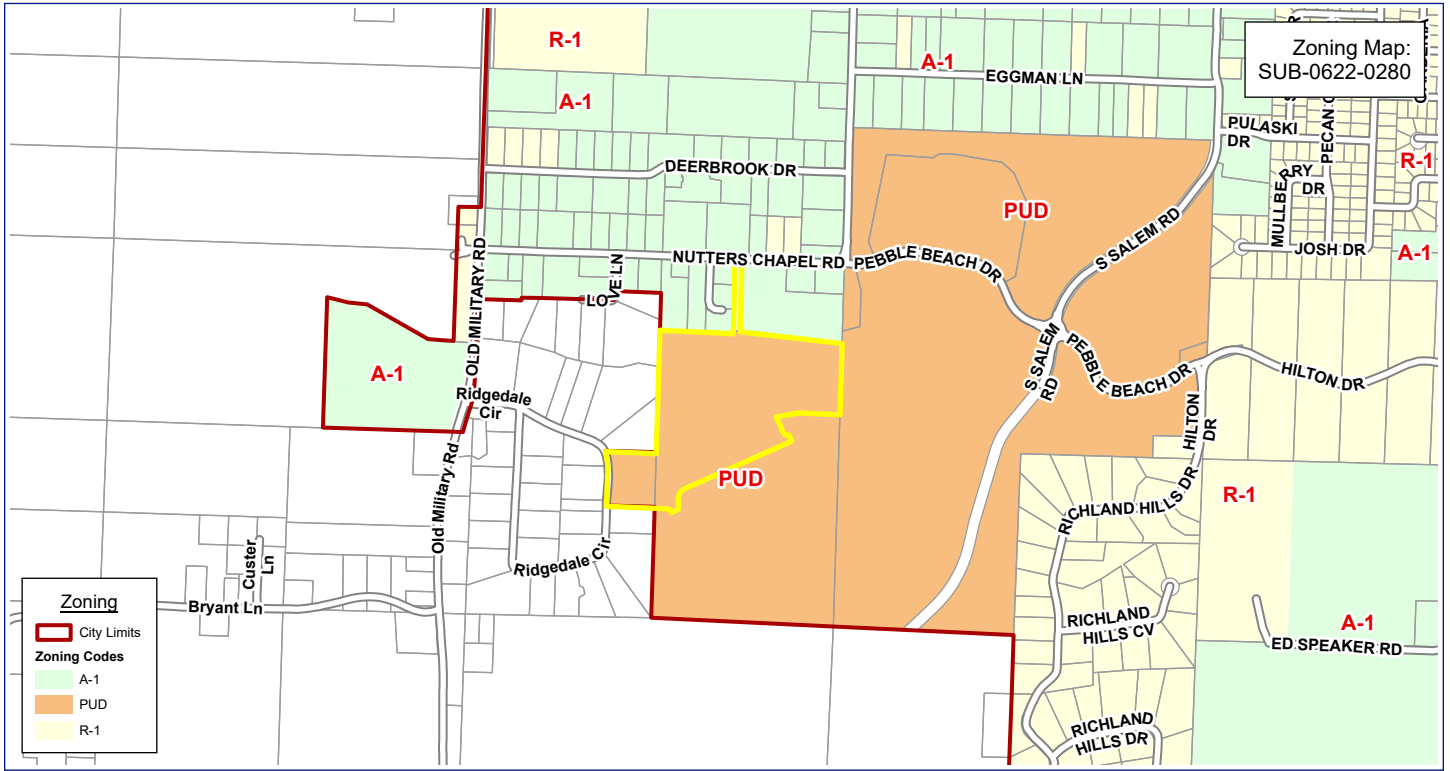 R-1
Zoning Map:
SUB-0622-0280
A-1
EGGMAN LN
A-1
PULASKI
DR
PECAN
R-1
DEERBROOK DR
MULLBERRY
DR
PUD
S SALEM RD
A-1
JOSH DR
NUTTERS CHAPEL RD
PEBBLE BEACH DR
LOVE LN
OLD MILITARY RD
A-1
Ridgedale
Cir
S SALEM
RD
PEBBLE BEACH DR
HILTON DR
HILTON
DR
PUD
R-1
Old Military Rd
RICHLAND HILLS DR
Ridgedale Cir
Custer
Ln
Bryant Ln
RICHLAND
HILLS CV
A-1
ED SPEAKER RD
RICHLAND
HILLS DR
Zoning
City Limits
Zoning Codes
A-1
PUD
R-1